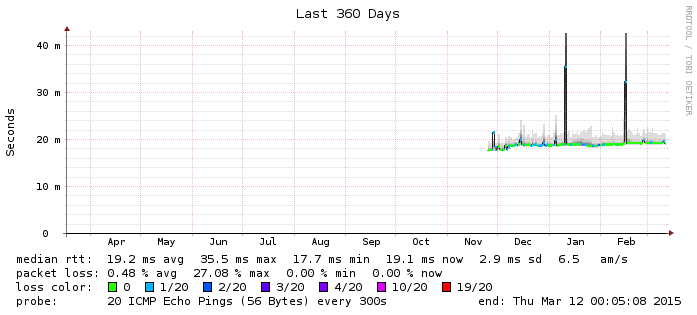 Last 360 Days
RRDTOOL / TOBI OETIKER
Seconds
40 m
30 m
20 m
10 m
0
Apr May Jun Jul Aug Sep Oct Nov Dec Jan Feb
median rtt: 19.2 ms avg 35.5 ms max 17.7 ms min 19.1 ms now 2.9 ms sd 6.5 am/s
packet loss: 0.48 % avg 27.08 % max 0.00 % min 0.00 % now
loss color: 0 1/20 2/20 3/20 4/20 10/20 19/20
probe: 20 ICMP Echo Pings (56 Bytes) every 300s end: Thu Mar 12 00:05:08 2015